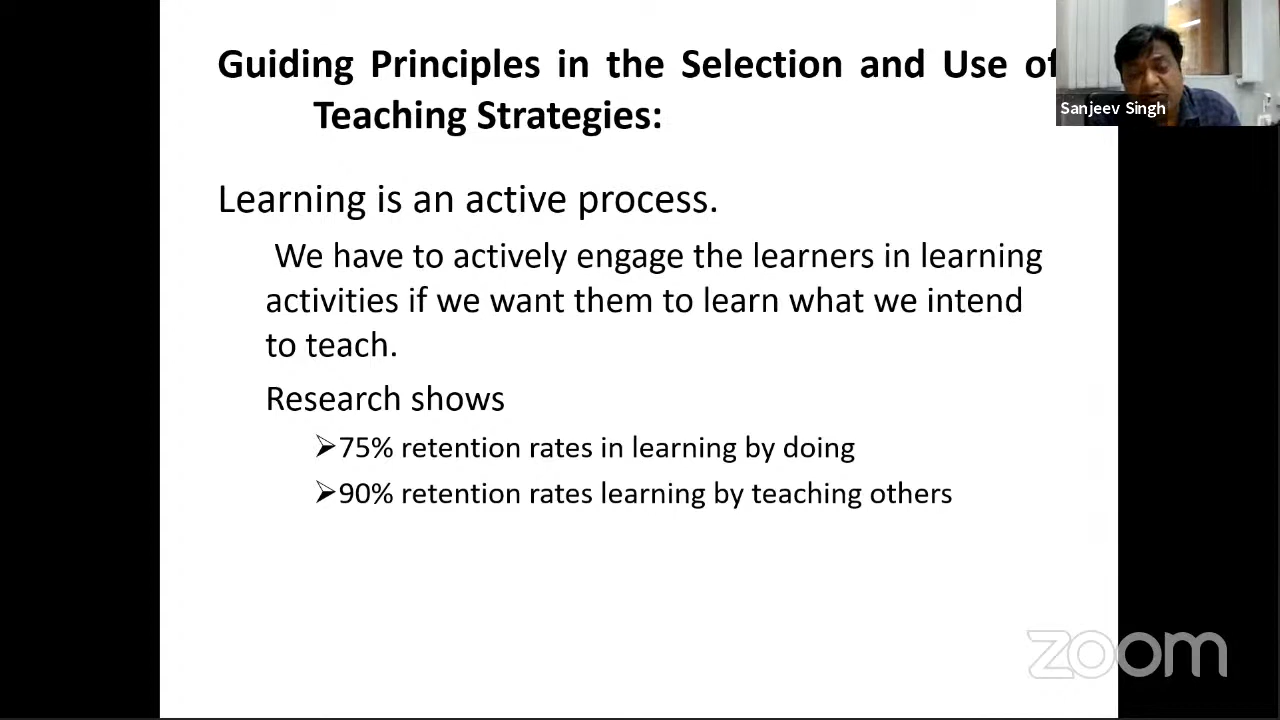 Guiding Principles in the Selection and Use of
Teaching Strategies:
Sanjeev Singh
Learning is an active process.
We have to actively engage the learners in learning
activities if we want them to learn what we intend
to teach.
Research shows
➢75% retention rates in learning by doing
➢90% retention rates learning by teaching others
zoom